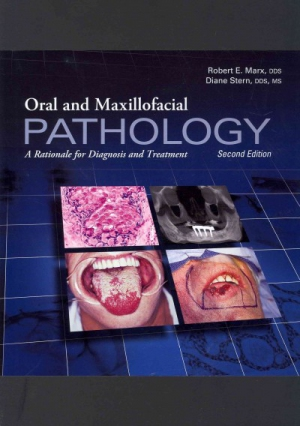 Robert E. Marx, DDS
Diane Stern, DDS, MS
Oral and Maxillofacial
PATHOLOGY
A Rationale for Diagnosis and Treatment Second Edition